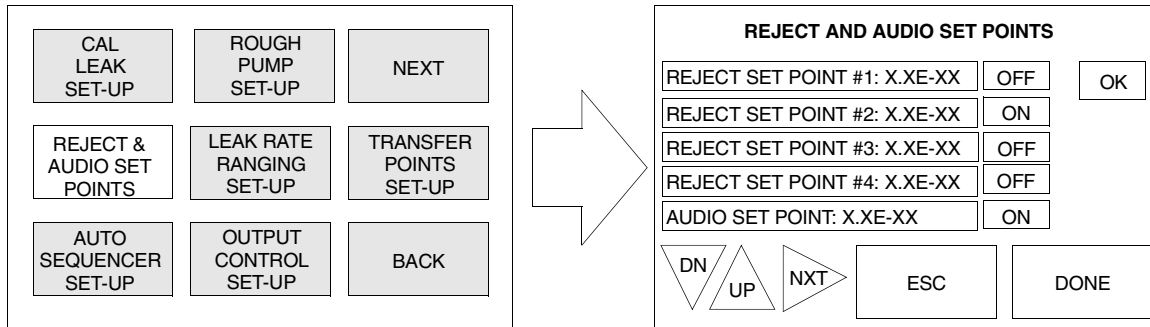 CAL
LEAK
SET-UP
ROUGH
PUMP
SET-UP
NEXT
REJECT &
AUDIO SET
POINTS
LEAK RATE
RANGING
SET-UP
TRANSFER
POINTS
SET-UP
AUTO
SEQUENCER
SET-UP
OUTPUT
CONTROL
SET-UP
BACK
REJECT AND AUDIO SET POINTS
REJECT SET POINT #1: X.XE-XX OFF OK
REJECT SET POINT #2: X.XE-XX ON
REJECT SET POINT #3: X.XE-XX OFF
REJECT SET POINT #4: X.XE-XX OFF
AUDIO SET POINT: X.XE-XX ON
DN UP NXT ESC DONE